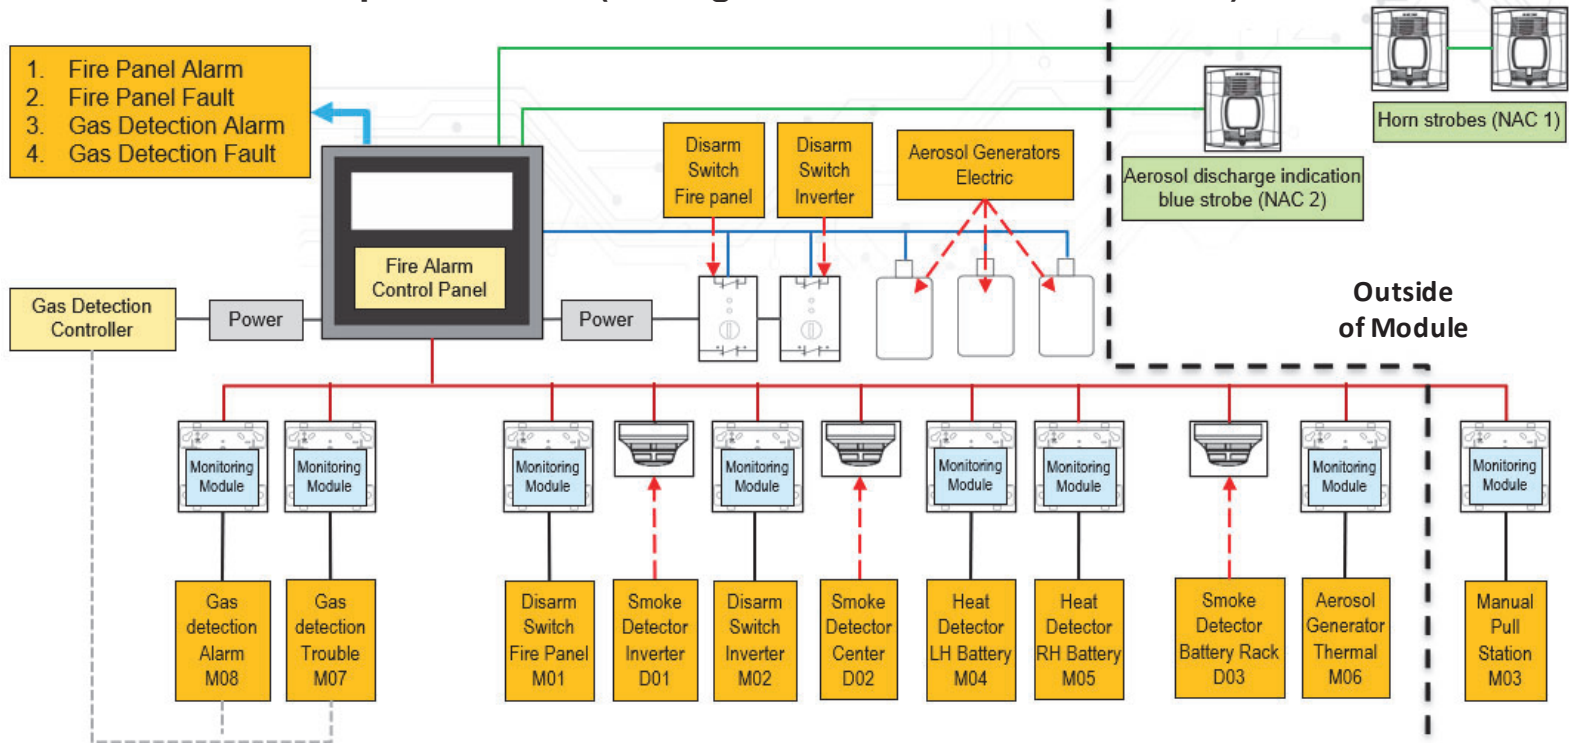 1. Fire Panel Alarm
2. Fire Panel Fault
3. Gas Detection Alarm
4. Gas Detection Fault
Disarm
Switch
Fire panel
Disarm
Switch
Inverter
Aerosol Generators
Electric
Horn strobes (NAC 1)
Aerosol discharge indication
blue strobe (NAC 2)
Fire Alarm
Control Panel
Gas Detection
Controller
Power
Power
Outside
of Module
Monitoring
Module
Monitoring
Module
Monitoring
Module
Monitoring
Module
Monitoring
Module
Monitoring
Module
Monitoring
Module
Monitoring
Module
Gas
detection
Alarm
M08
Gas
detection
Trouble
M07
Disarm
Switch
Fire Panel
M01
Smoke
Detector
Inverter
D01
Disarm
Switch
Inverter
M02
Smoke
Detector
Center
D02
Heat
Detector
LH Battery
M04
Heat
Detector
RH Battery
M05
Smoke
Detector
Battery Rack
D03
Aerosol
Generator
Thermal
M06
Manual
Pull
Station
M03